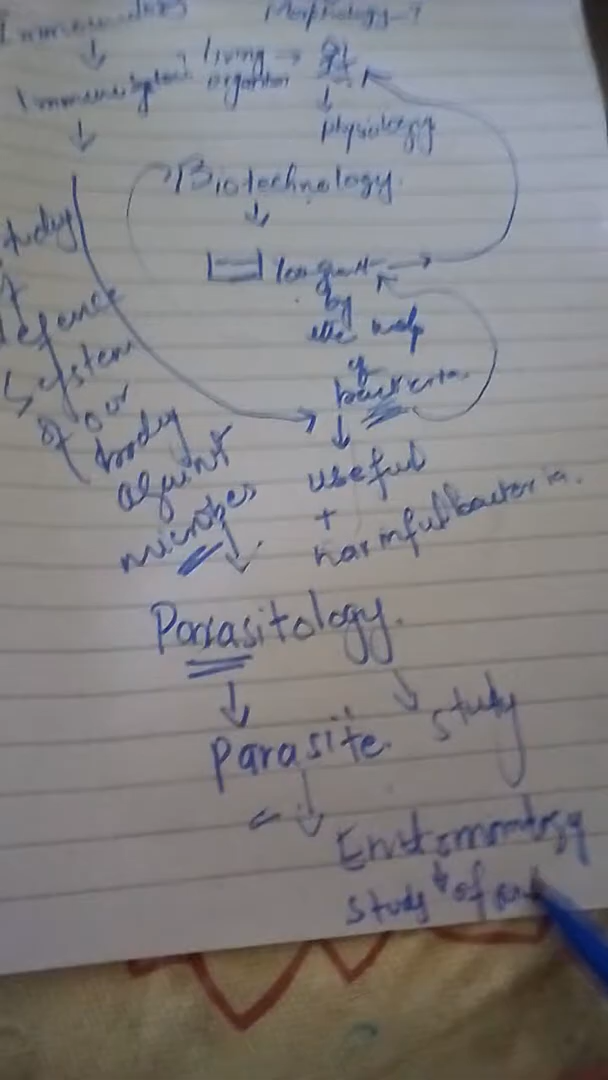 Morphology
living
organism
physiology
Biotechnology.
by
the help
of
bacteria.
study
of
defence
System
of our
body
against
microbes
useful
+
harmful bacteria.
Parasitology.
Parasite. study
Entomology
study of